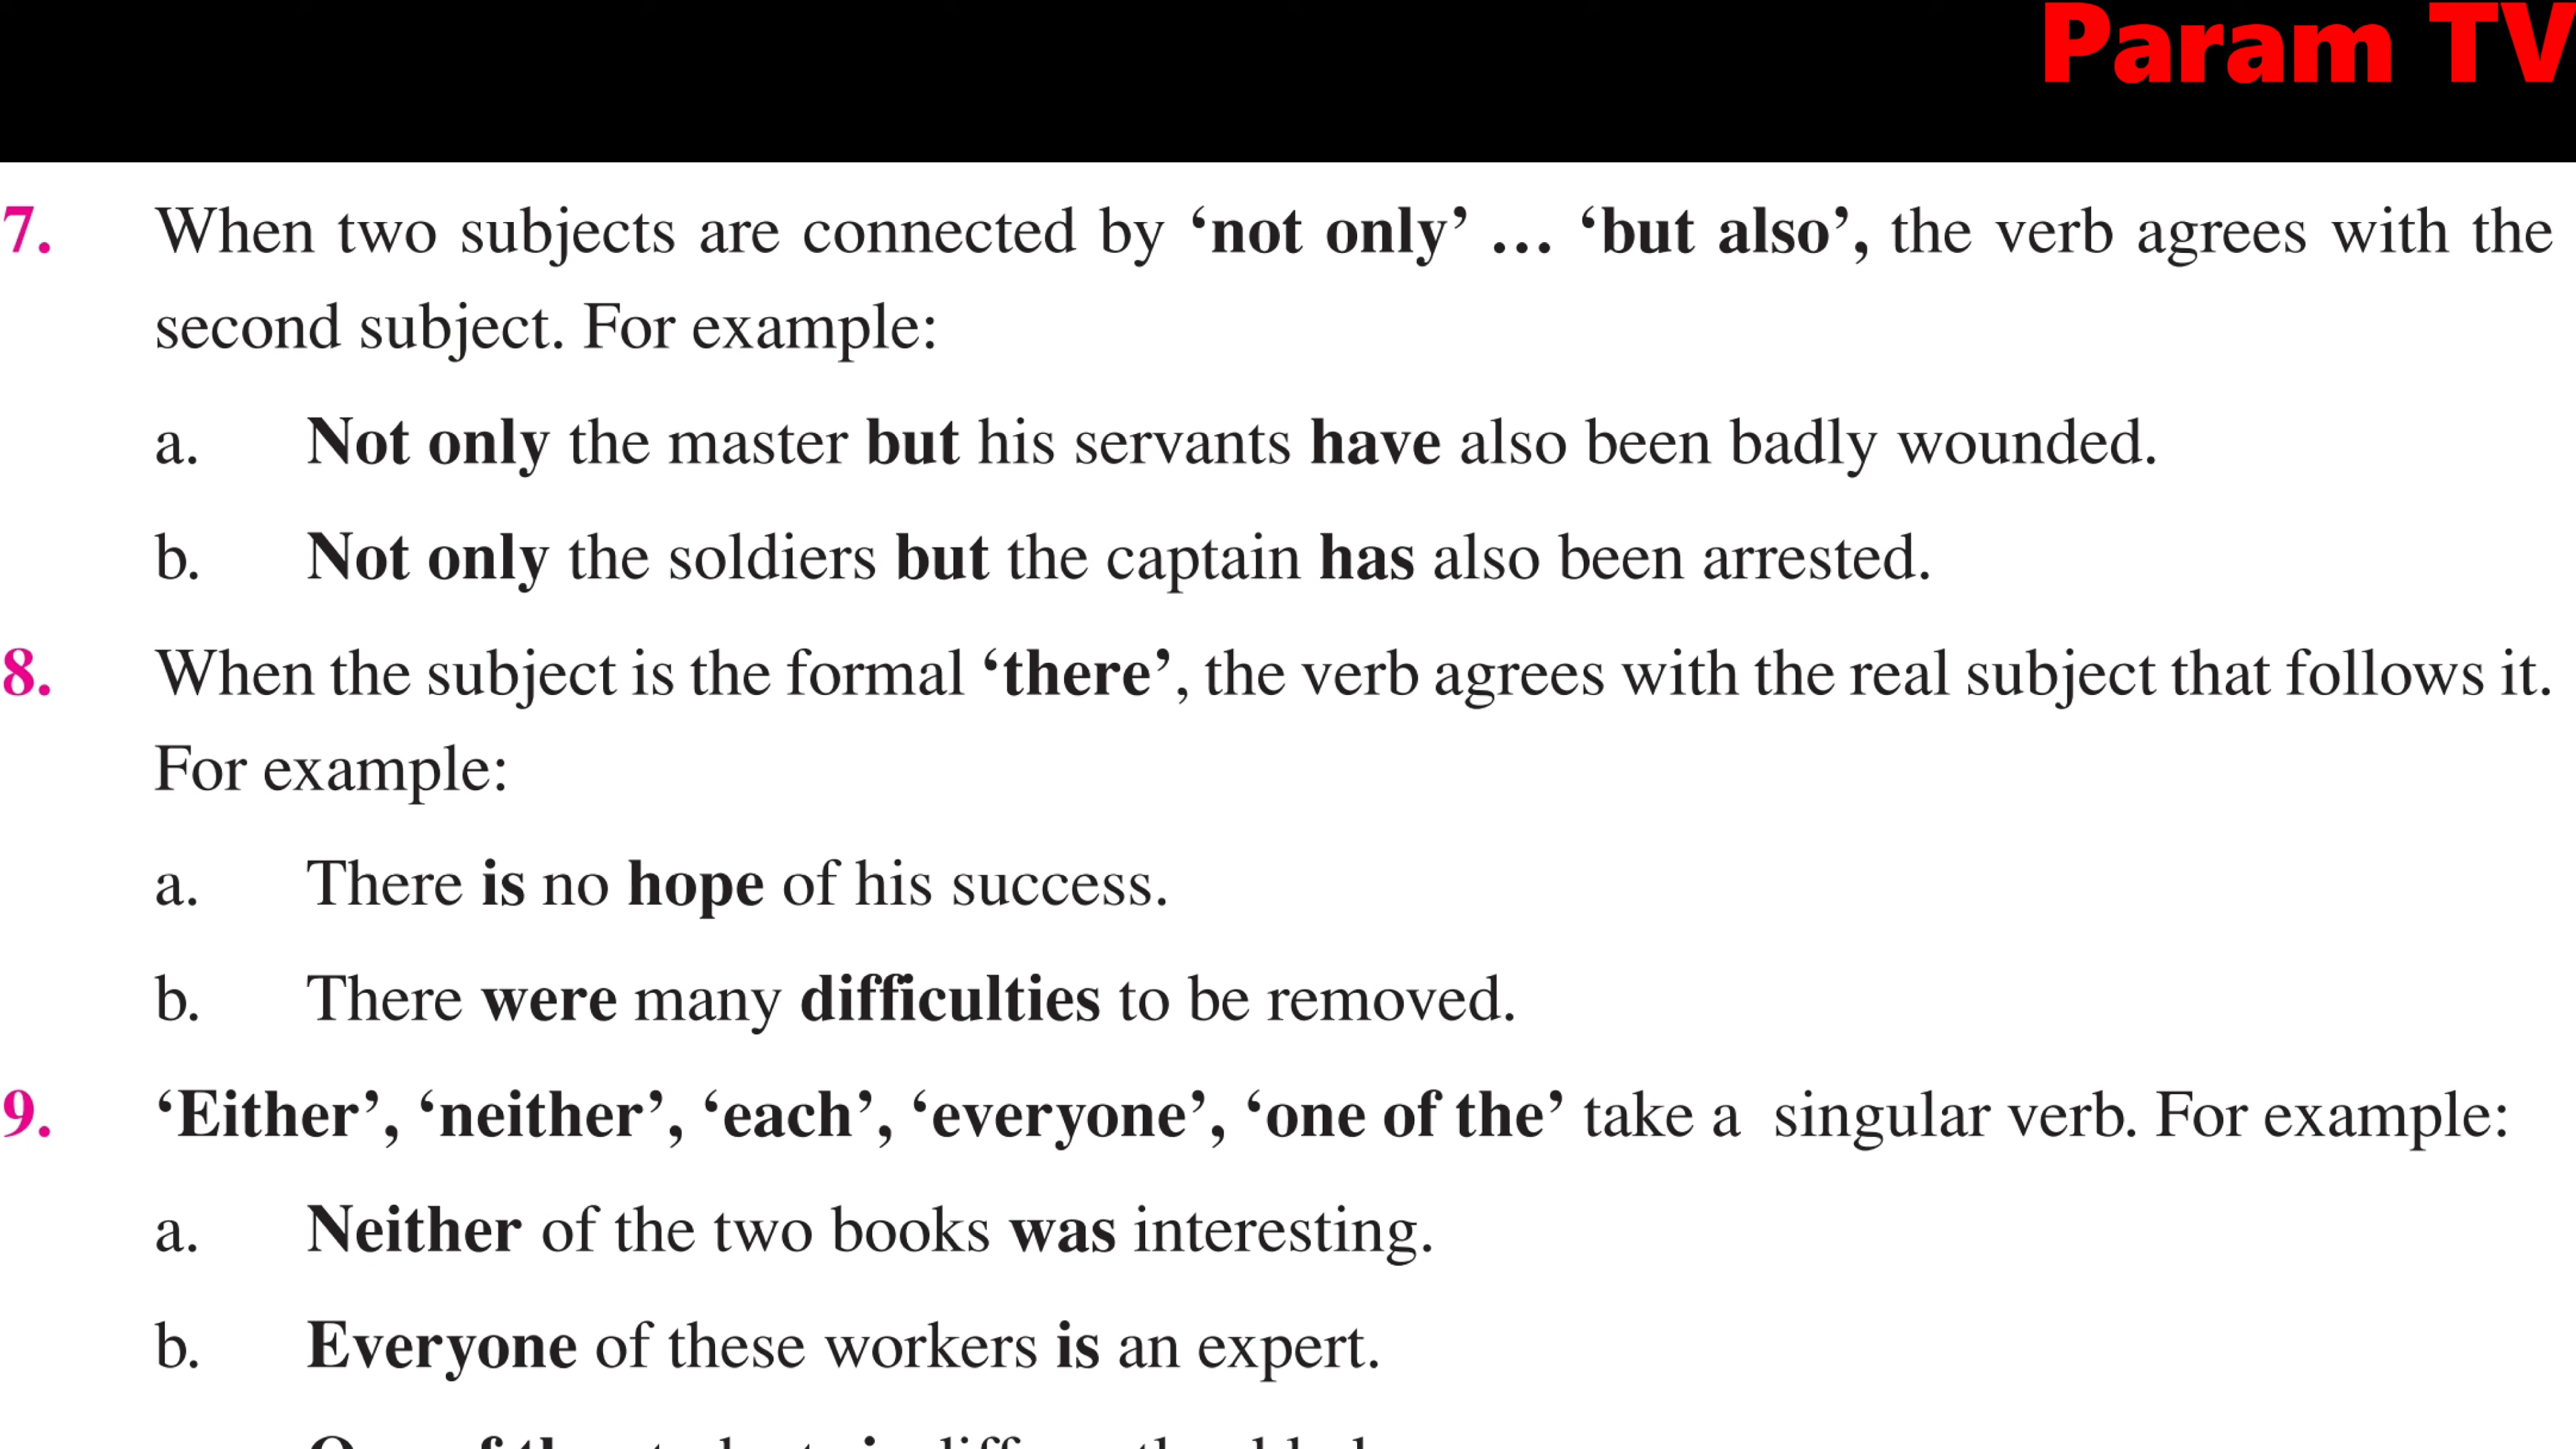 Param TV
7. When two subjects are connected by ‘not only’ ... ‘but also’, the verb agrees with the
second subject. For example:
a. Not only the master but his servants have also been badly wounded.
b. Not only the soldiers but the captain has also been arrested.
8. When the subject is the formal ‘there’, the verb agrees with the real subject that follows it.
For example:
a. There is no hope of his success.
b. There were many difficulties to be removed.
9. ‘Either’, ‘neither’, ‘each’, ‘everyone’, ‘one of the’ take a singular verb. For example:
a. Neither of the two books was interesting.
b. Everyone of these workers is an expert.